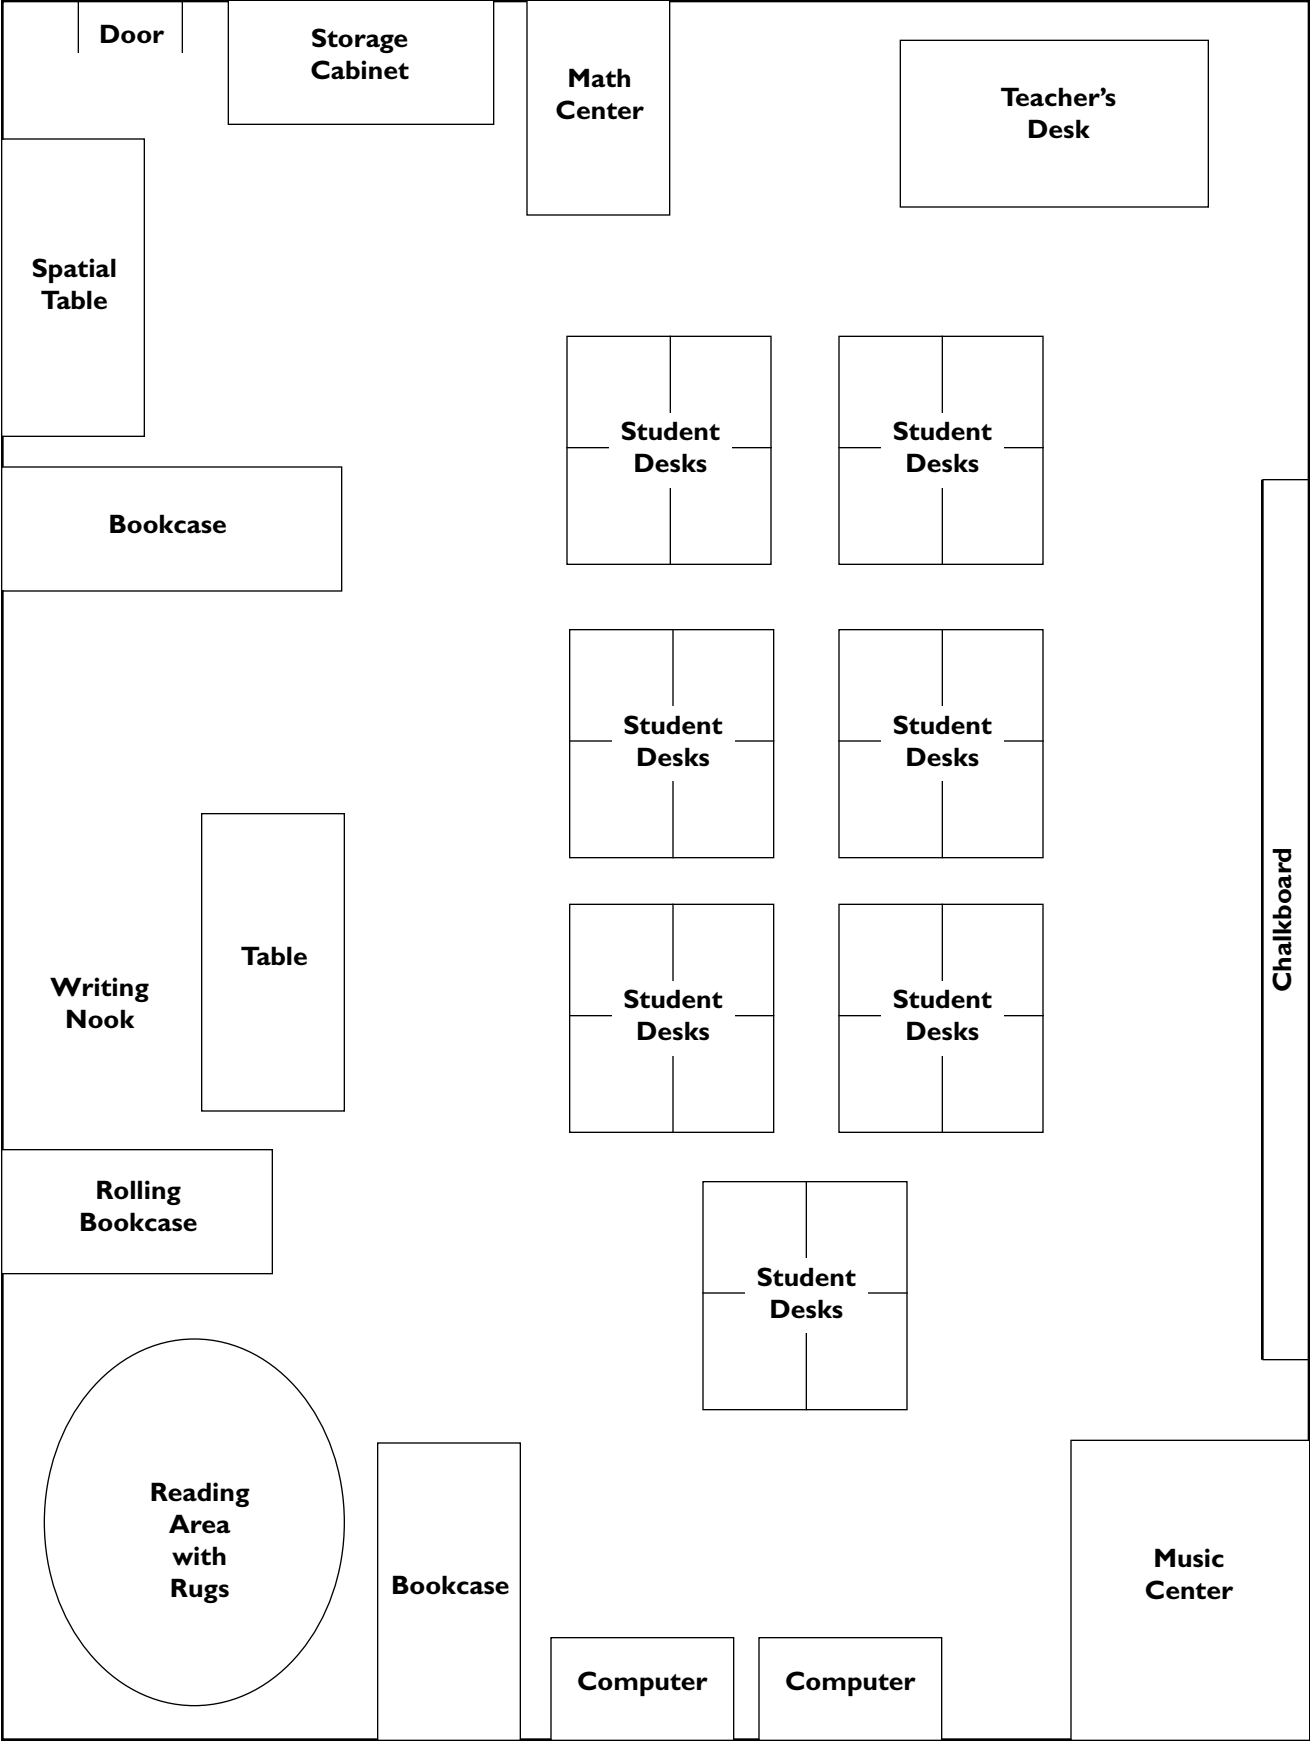 Door
Storage
Cabinet
Math
Center
Teacher’s
Desk
Spatial
Table
Student
Desks
Student
Desks
Bookcase
Student
Desks
Student
Desks
Chalkboard
Table
Writing
Nook
Student
Desks
Student
Desks
Rolling
Bookcase
Student
Desks
Reading
Area
with
Rugs
Bookcase
Music
Center
Computer
Computer